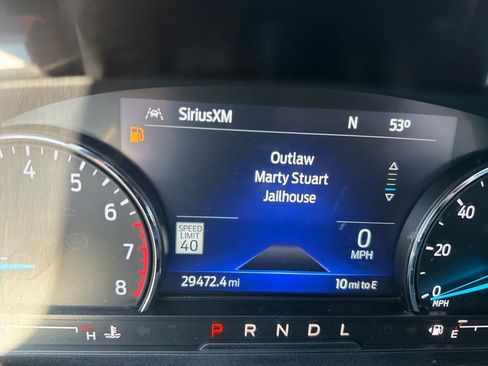 SiriusXM N 53°
Outlaw
Marty Stuart
Jailhouse
SPEED
LIMIT
40
0
MPH
29472.4 mi 10 mi to E
4
5
6
7
8
40
20
0
MPH
H P R N D L E